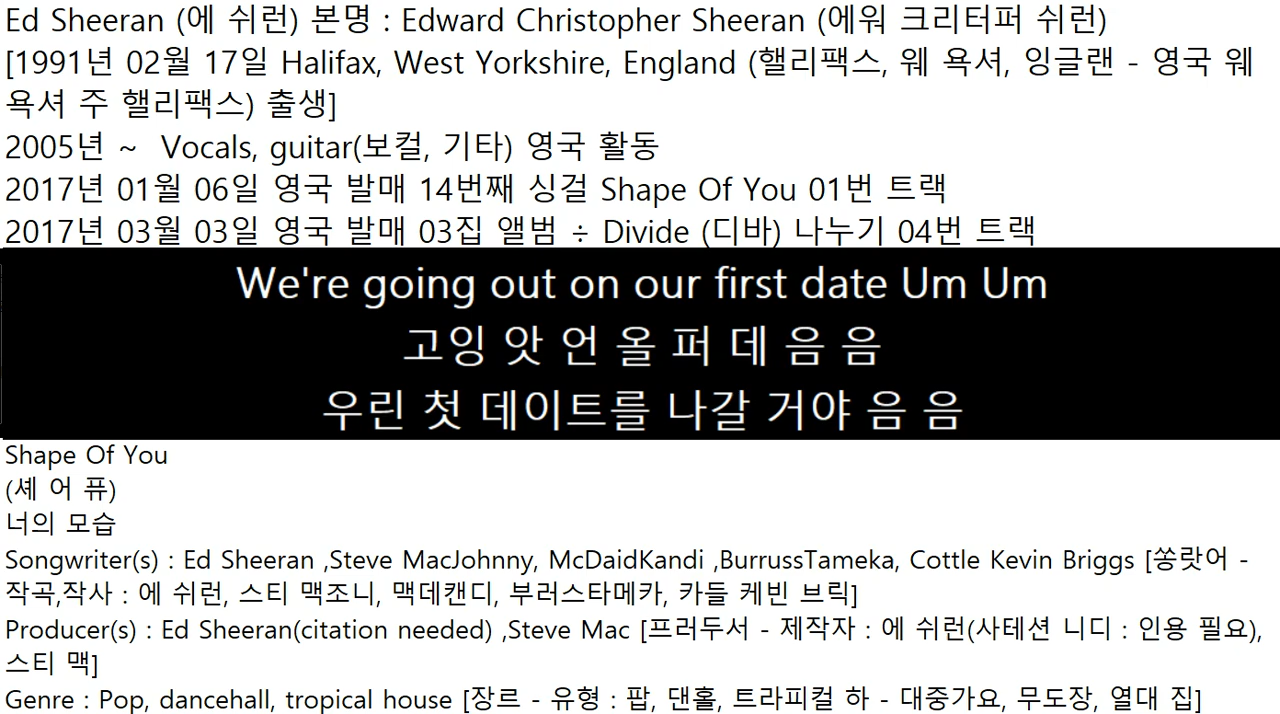 Ed Sheeran (에 쉬런) 본명 : Edward Christopher Sheeran (에워 크리터퍼 쉬런)
[1991년 02월 17일 Halifax, West Yorkshire, England (핼리팩스, 웨 욕셔, 잉글랜 - 영국 웨
욕셔 주 핼리팩스) 출생]
2005년 ~ Vocals, guitar(보컬, 기타) 영국 활동
2017년 01월 06일 영국 발매 14번째 싱걸 Shape Of You 01번 트랙
2017년 03월 03일 영국 발매 03집 앨범 ÷ Divide (디바) 나누기 04번 트랙
We're going out on our first date Um Um
고잉 앗 언 올 퍼 데 음 음
우린 첫 데이트를 나갈 거야 음 음
Shape Of You
(셰 어 퓨)
너의 모습
Songwriter(s) : Ed Sheeran ,Steve MacJohnny, McDaidKandi ,BurrussTameka, Cottle Kevin Briggs [쏭랏어 -
작곡,작사 : 에 쉬런, 스티 맥조니, 맥데캔디, 부러스타메카, 카들 케빈 브릭]
Producer(s) : Ed Sheeran(citation needed) ,Steve Mac [프러두서 - 제작자 : 에 쉬런(사테션 니디 : 인용 필요),
스티 맥]
Genre : Pop, dancehall, tropical house [장르 - 유형 : 팝, 댄홀, 트라피컬 하 - 대중가요, 무도장, 열대 집]